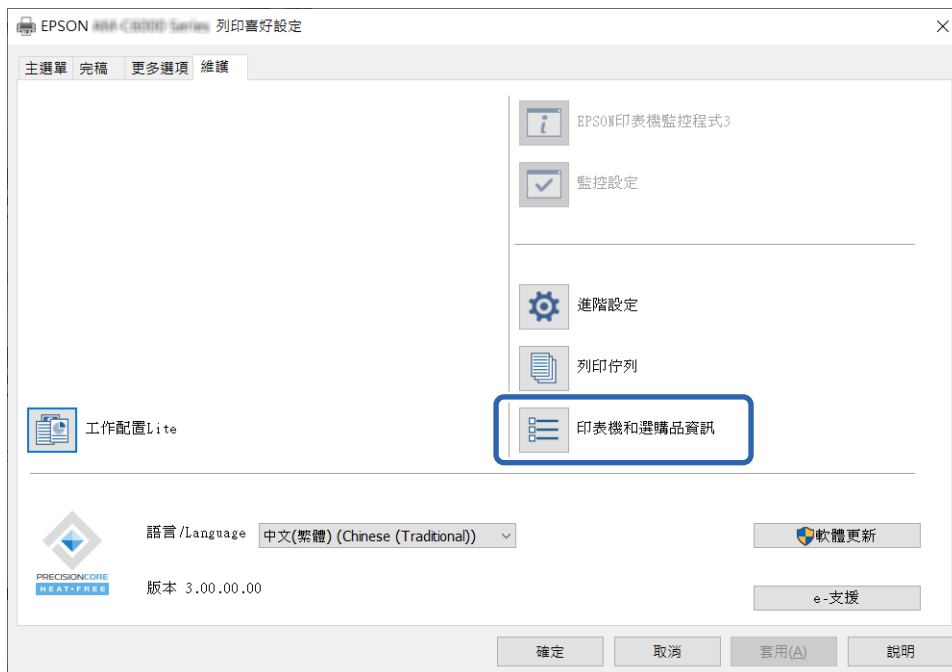 EPSON 列印喜好設定
主選單 完稿 更多選項 維護
EPSON印表機監控程式3
監控設定
進階設定
列印佇列
工作配置Lite
印表機和選購品資訊
PRECISIONCORE
HEAT-FREE
語言/Language 中文(繁體) (Chinese (Traditional))
軟體更新
版本 3.00.00.00
e-支援
確定 取消 套用(A) 說明